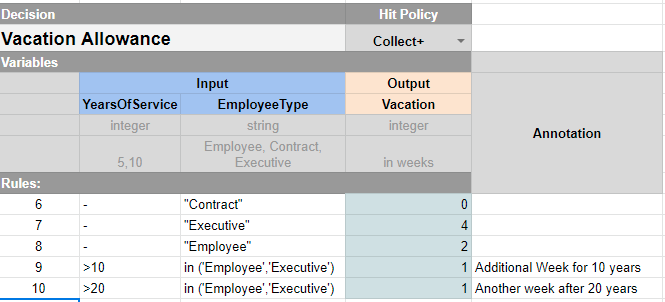 Decision Hit Policy
Vacation Allowance Collect+
Variables
Input Output
YearsOfService EmployeeType Vacation Annotation
integer string integer
5,10 Employee, Contract, Executive in weeks
Rules:
6 - "Contract" 0
7 - "Executive" 4
8 - "Employee" 2
9 >10 in ('Employee','Executive') 1 Additional Week for 10 years
10 >20 in ('Employee','Executive') 1 Another week after 20 years